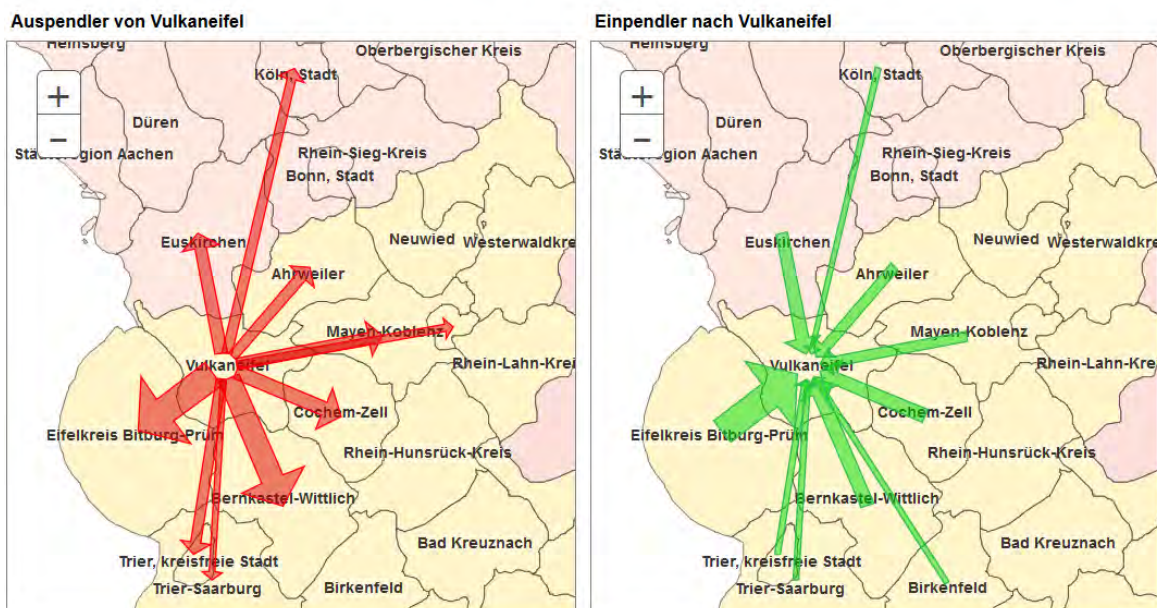 Auspendler von Vulkaneifel
Heinsberg
Oberbergischer Kreis
+
−
Köln, Stadt
Düren
Städteregion Aachen
Rhein-Sieg-Kreis
Bonn, Stadt
Euskirchen
Neuwied
Westerwaldkre
Ahrweiler
Mayen-Koblenz
Vulkaneifel
Rhein-Lahn-Krei
Cochem-Zell
Eifelkreis Bitburg-Prüm
Rhein-Hunsrück-Kreis
Bernkastel-Wittlich
Bad Kreuznach
Trier, kreisfreie Stadt
Trier-Saarburg
Birkenfeld
Einpendler nach Vulkaneifel
Heinsberg
Oberbergischer Kreis
+
−
Köln, Stadt
Düren
Städteregion Aachen
Rhein-Sieg-Kreis
Bonn, Stadt
Euskirchen
Neuwied
Westerwaldkre
Ahrweiler
Mayen-Koblenz
Vulkaneifel
Rhein-Lahn-Krei
Cochem-Zell
Eifelkreis Bitburg-Prüm
Rhein-Hunsrück-Kreis
Bernkastel-Wittlich
Bad Kreuznach
Trier, kreisfreie Stadt
Trier-Saarburg
Birkenfeld